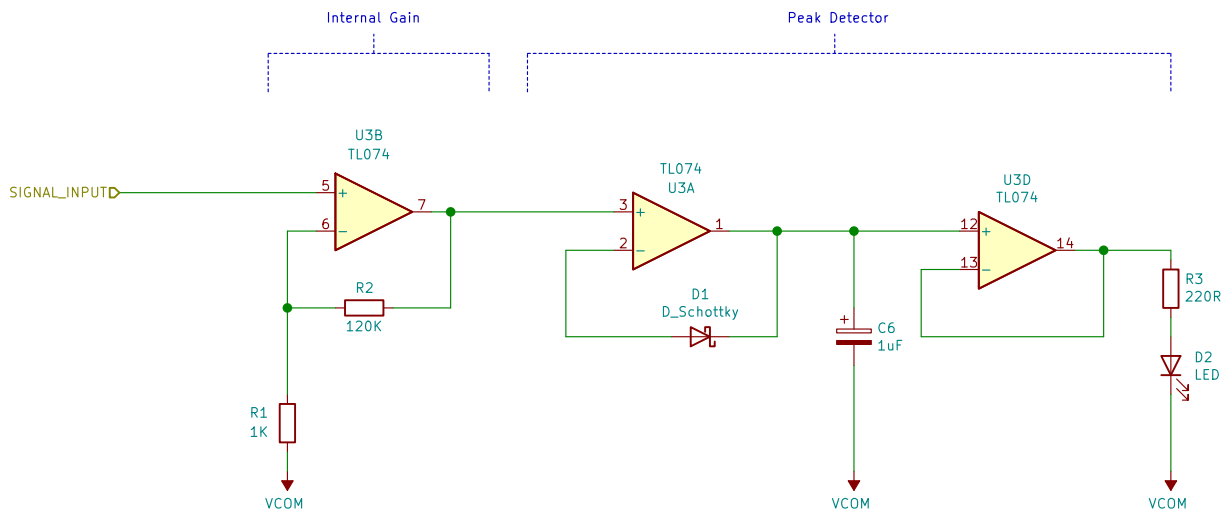 Internal Gain
Peak Detector
U3B
TL074
TL074
U3A
U3D
TL074
SIGNAL_INPUT
5
+
6
-
7
3
+
2
-
1
12
+
13
-
14
R2
120K
D1
D_Schottky
+
C6
1uF
R3
220R
D2
LED
R1
1K
VCOM
VCOM
VCOM